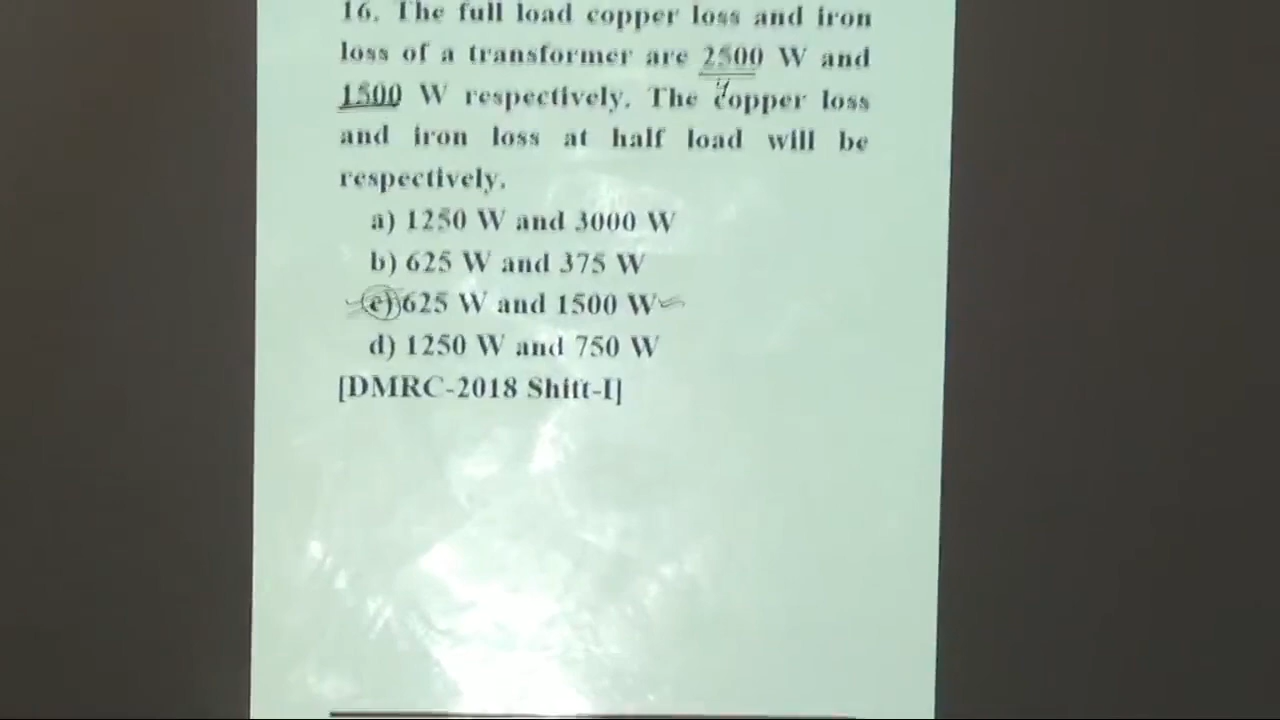 16. The full load copper loss and iron
loss of a transformer are 2500 W and
4
1500 W respectively. The copper loss
and iron loss at half load will be
respectively.
a) 1250 W and 3000 W
b) 625 W and 375 W
c) 625 W and 1500 W
d) 1250 W and 750 W
[DMRC-2018 Shift-I]